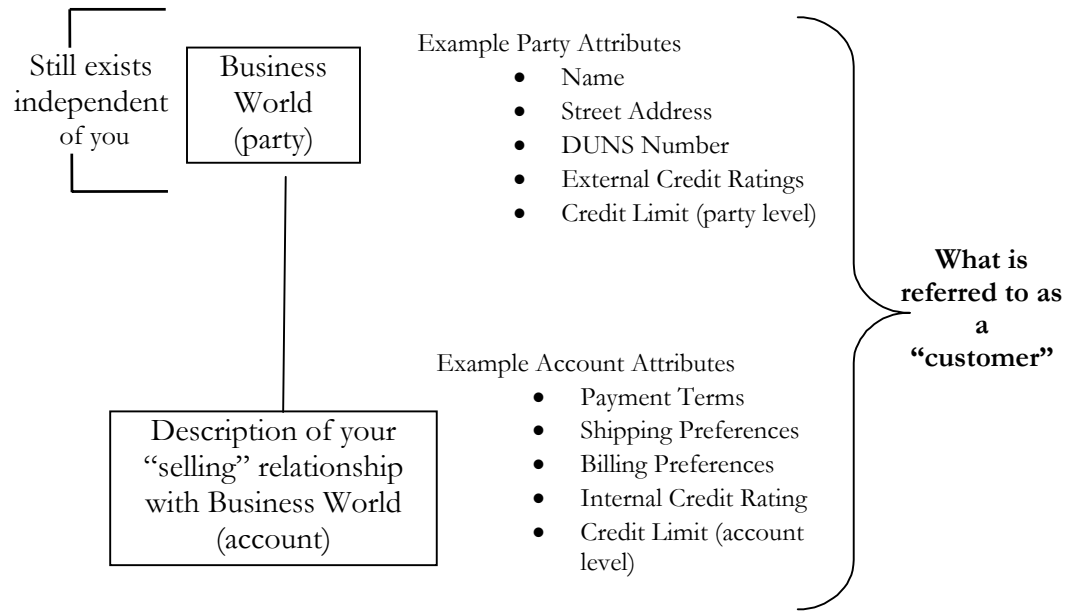 Still exists
independent
of you
Business
World
(party)
Example Party Attributes
• Name
• Street Address
• DUNS Number
• External Credit Ratings
• Credit Limit (party level)
What is
referred to as
a
“customer”
Example Account Attributes
• Payment Terms
• Shipping Preferences
• Billing Preferences
• Internal Credit Rating
• Credit Limit (account
level)
Description of your
“selling” relationship
with Business World
(account)